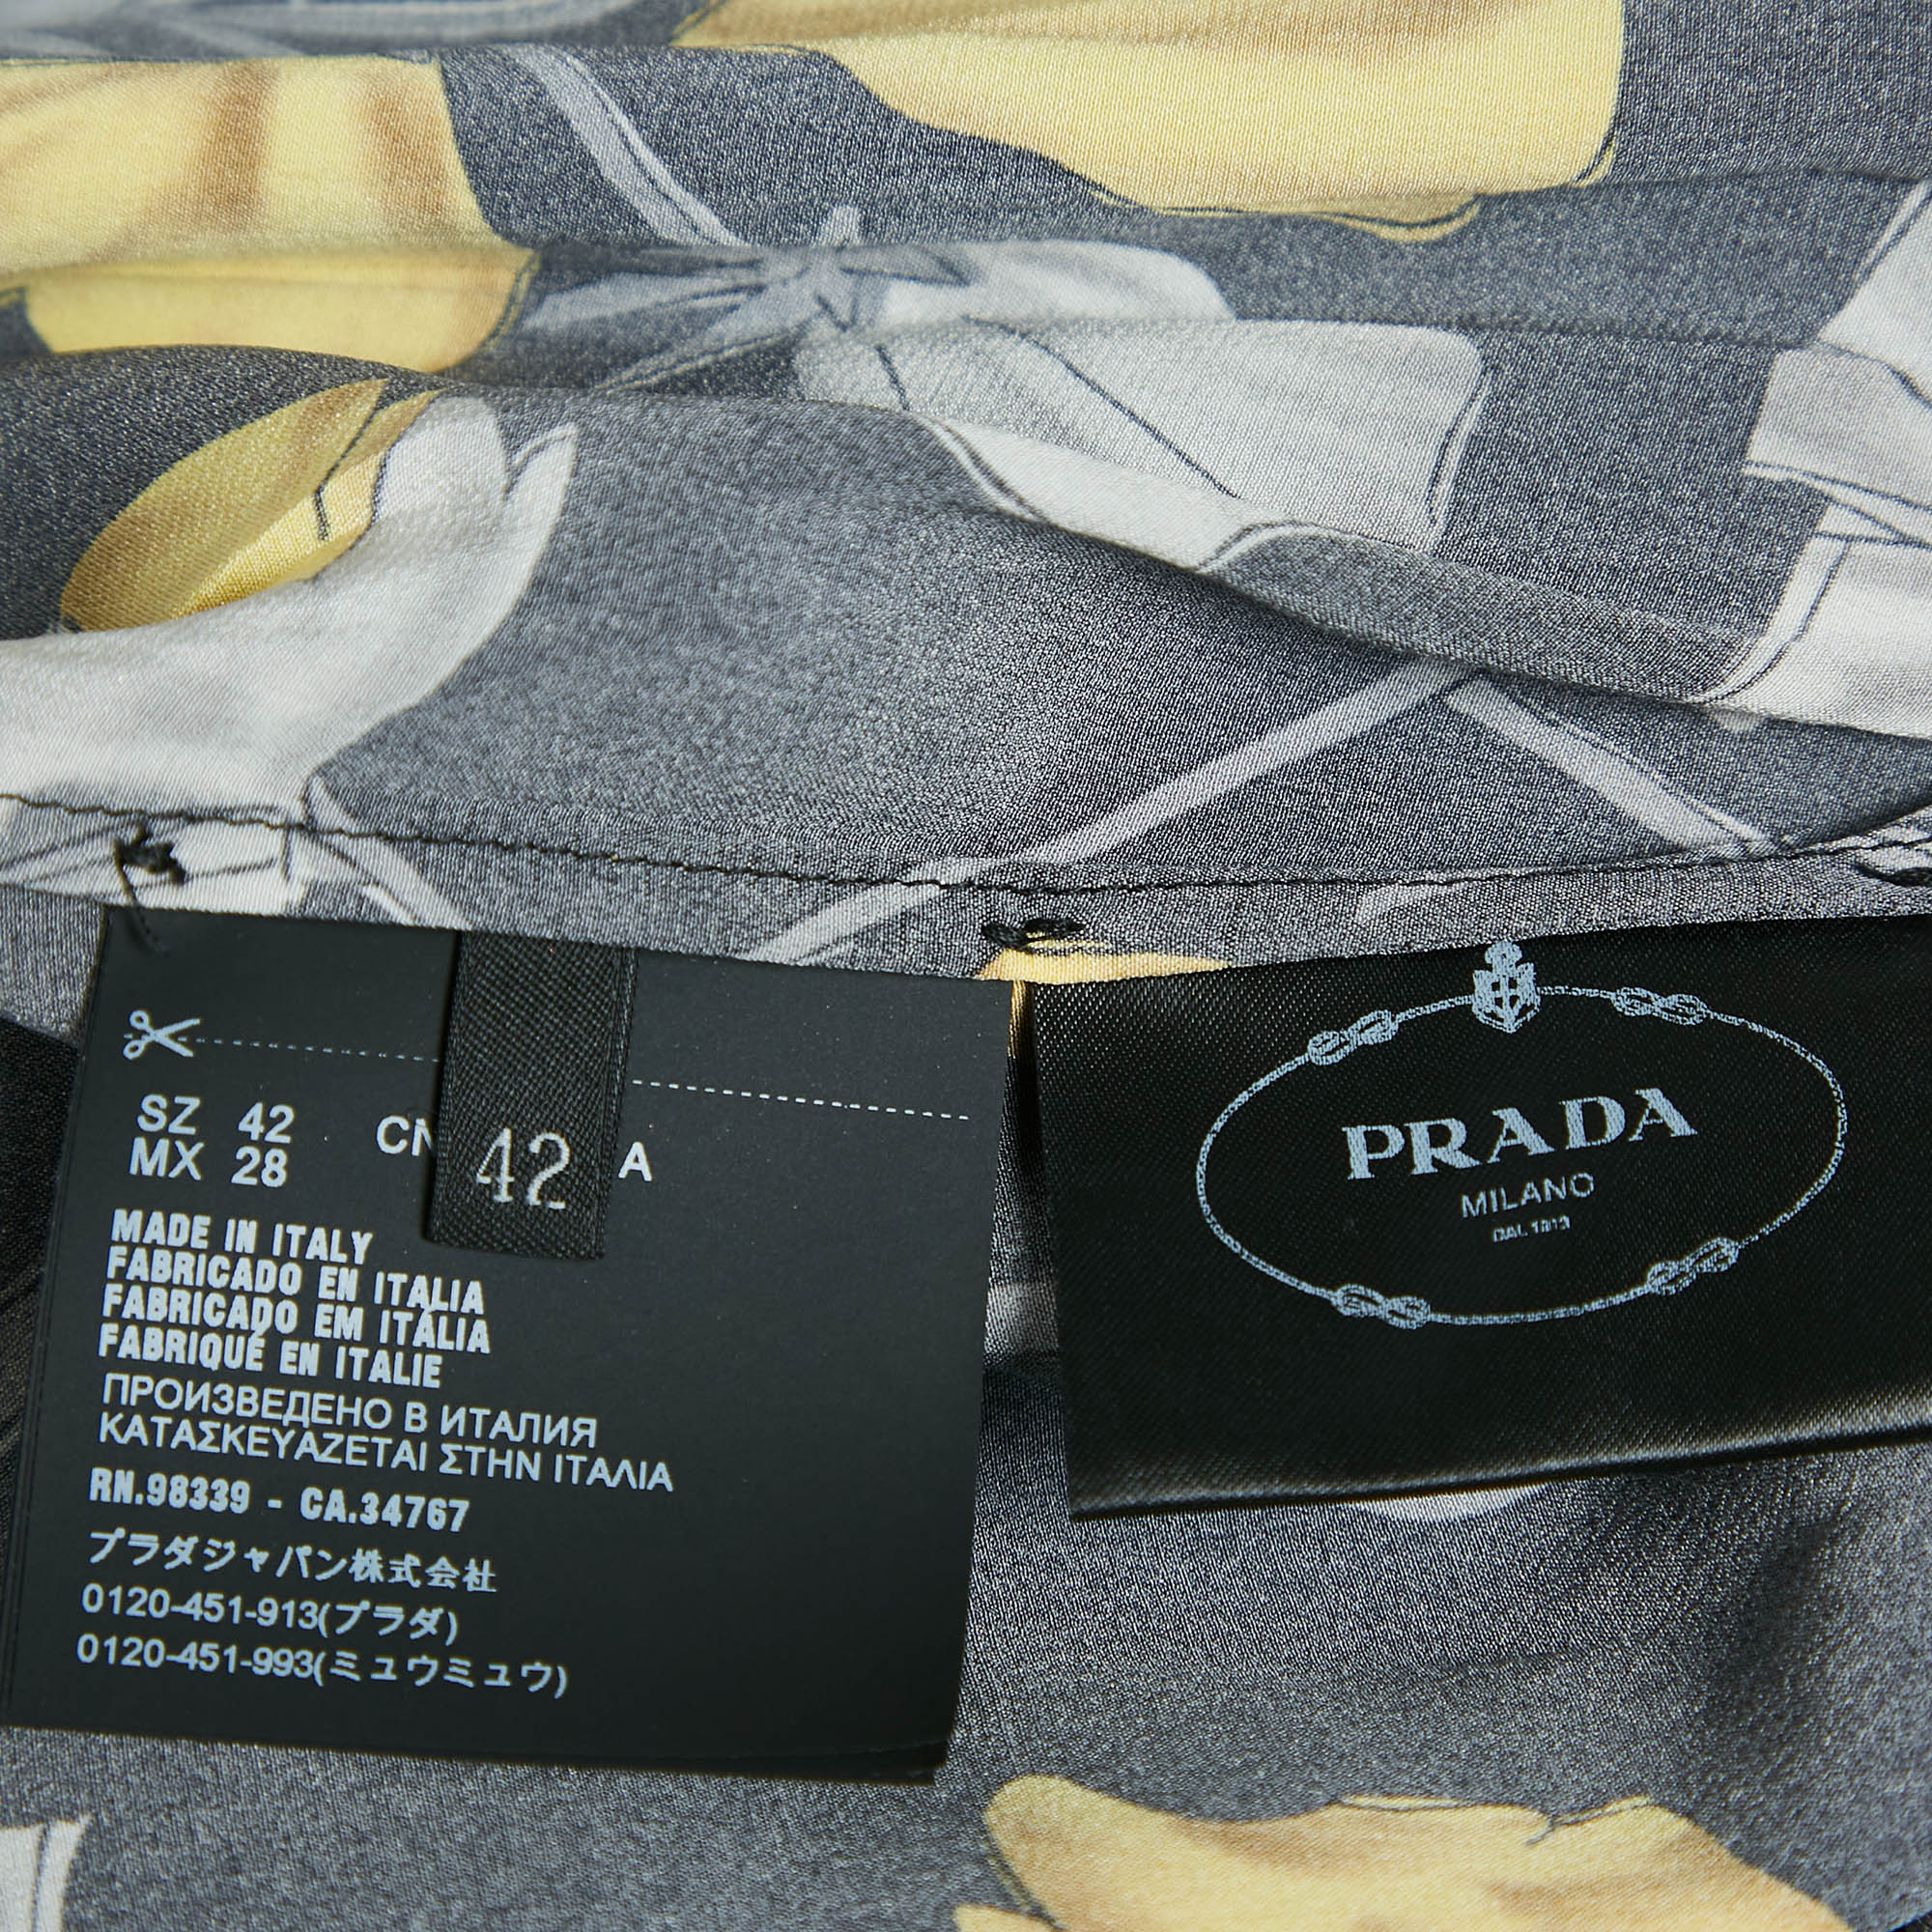 SZ 42
MX 28
42
MADE IN ITALY
FABRICADO EN ITALIA
FABRICADO EM ITÁLIA
FABRIQUÉ EN ITALIE
ПРОИЗВЕДЕНО В ИТАЛИЯ
ΚΑΤΑΣΚΕΥΑΖΕΤΑΙ ΣΤΗΝ ΙΤΑΛΙΑ
RN.98339 - CA.34767
プラダジャパン株式会社
0120-451-913(プラダ)
0120-451-993(ミュウミュウ)
PRADA
MILANO
DAL 1913